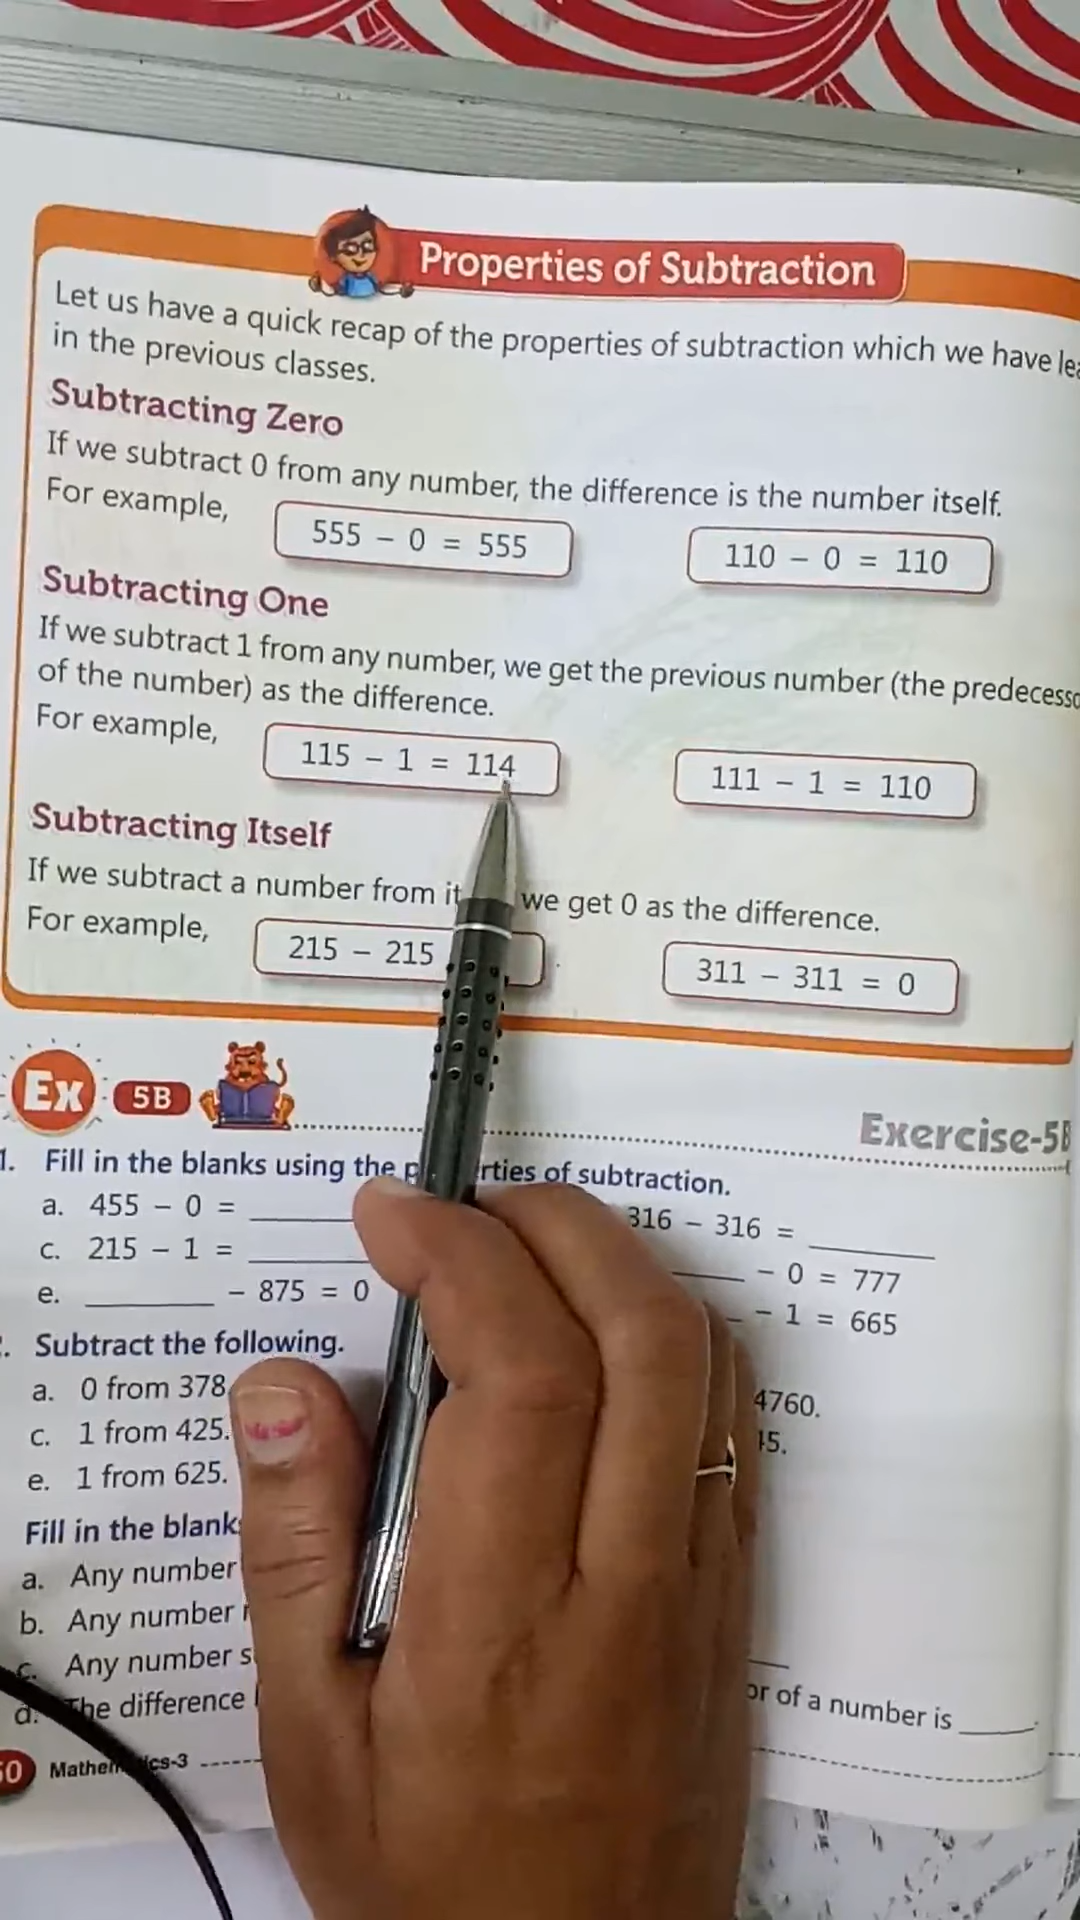 Properties of Subtraction
Let us have a quick recap of the properties of subtraction which we have
in the previous classes.
Subtracting Zero
If we subtract 0 from any number, the difference is the number itself.
For example,
555 - 0 = 555
110 - 0 = 110
Subtracting One
If we subtract 1 from any number, we get the previous number (the
of the number) as the difference.
For example,
115 - 1 = 114
111 - 1 = 110
Subtracting Itself
If we subtract a number from we get 0 as the difference.
For example,
215 - 215
311 - 311 = 0
Ex 5B
Exercise-5B
1. Fill in the blanks using the of subtraction.
a. 455 - 0 = ______
316 - 316 = ______
c. 215 - 1 = ______
______ - 0 = 777
e. ______ - 875 = 0
- 1 = 665
Subtract the following.
a. 0 from 378.
4760.
c. 1 from 425.
e. 1 from 625.
Fill in the
a. Any number
b. Any number
c. Any number
d. The difference
of a number is ______.
Mathematics-3